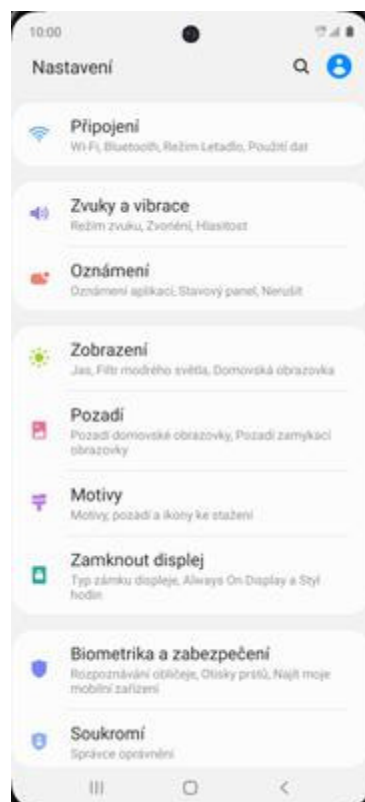 10:00
Nastavení
Připojení
Wi-Fi, Bluetooth, Režim Letadlo, Použití dat
Zvuky a vibrace
Režim zvuku, Zvonění, Hlasitost
Oznámení
Oznámení aplikací, Stavový panel, Nerušit
Zobrazení
Jas, Filtr modrého světla, Domovská obrazovka
Pozadí
Pozadí domovské obrazovky, Pozadí zamykací
obrazovky
Motivy
Motivy, pozadí a ikony ke stažení
Zamknout displej
Typ zámku displeje, Always On Display a Styl
hodin
Biometrika a zabezpečení
Rozpoznávání obličeje, Otisky prstů, Najít moje
mobilní zařízení
Soukromí
Správce oprávnění